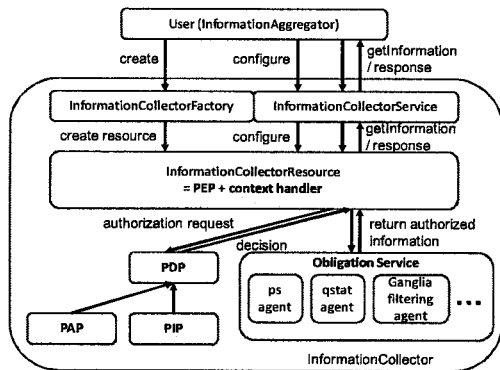 User (InformationAggregator)
create
configure
getInformation
/ response
InformationCollectorFactory
InformationCollectorService
create resource
configure
getInformation
/ response
InformationCollectorResource
= PEP + context handler
authorization request
decision
return authorized
information
PDP
Obligation Service
ps
agent
qstat
agent
Ganglia
filtering
agent
•••
PAP
PIP
InformationCollector